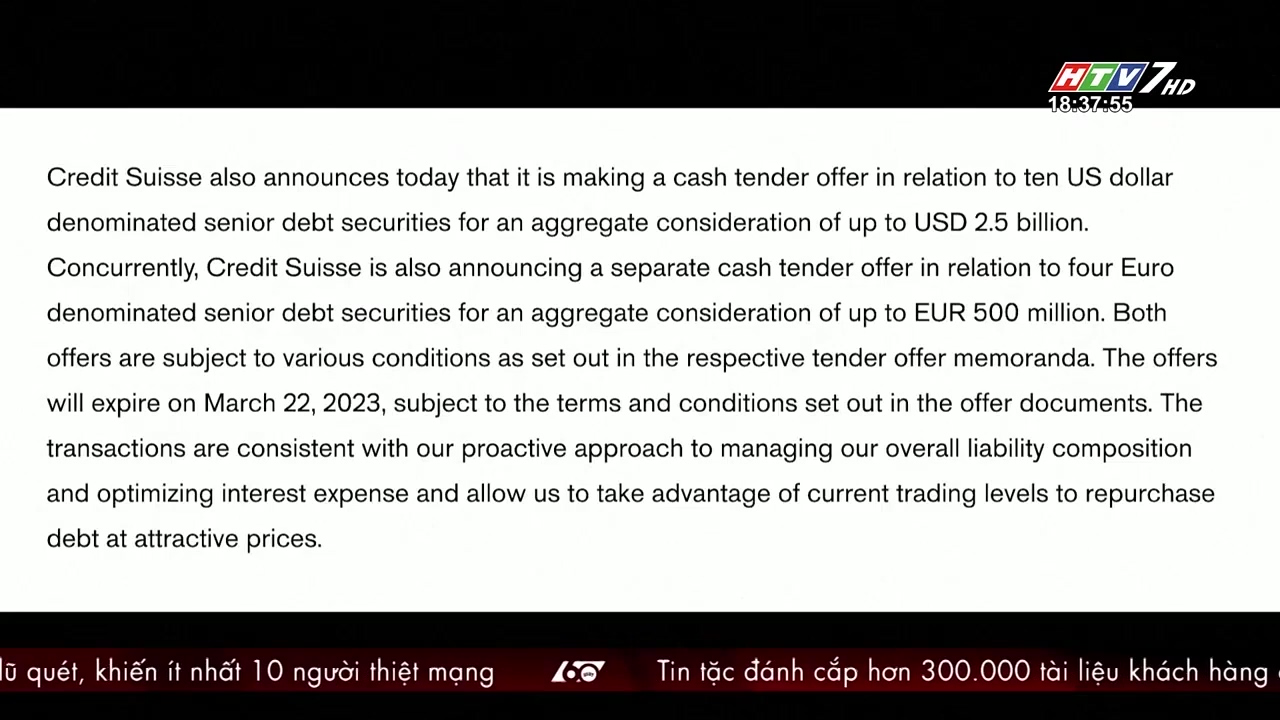 HTV7 HD
18:37:55
Credit Suisse also announces today that it is making a cash tender offer in relation to ten US dollar
denominated senior debt securities for an aggregate consideration of up to USD 2.5 billion.
Concurrently, Credit Suisse is also announcing a separate cash tender offer in relation to four Euro
denominated senior debt securities for an aggregate consideration of up to EUR 500 million. Both
offers are subject to various conditions as set out in the respective tender offer memoranda. The offers
will expire on March 22, 2023, subject to the terms and conditions set out in the offer documents. The
transactions are consistent with our proactive approach to managing our overall liability composition
and optimizing interest expense and allow us to take advantage of current trading levels to repurchase
debt at attractive prices.
quét, khiến ít nhất 10 người thiệt mạng 60 giây Tin tặc đánh cắp hơn 300.000 tài liệu khách hàng